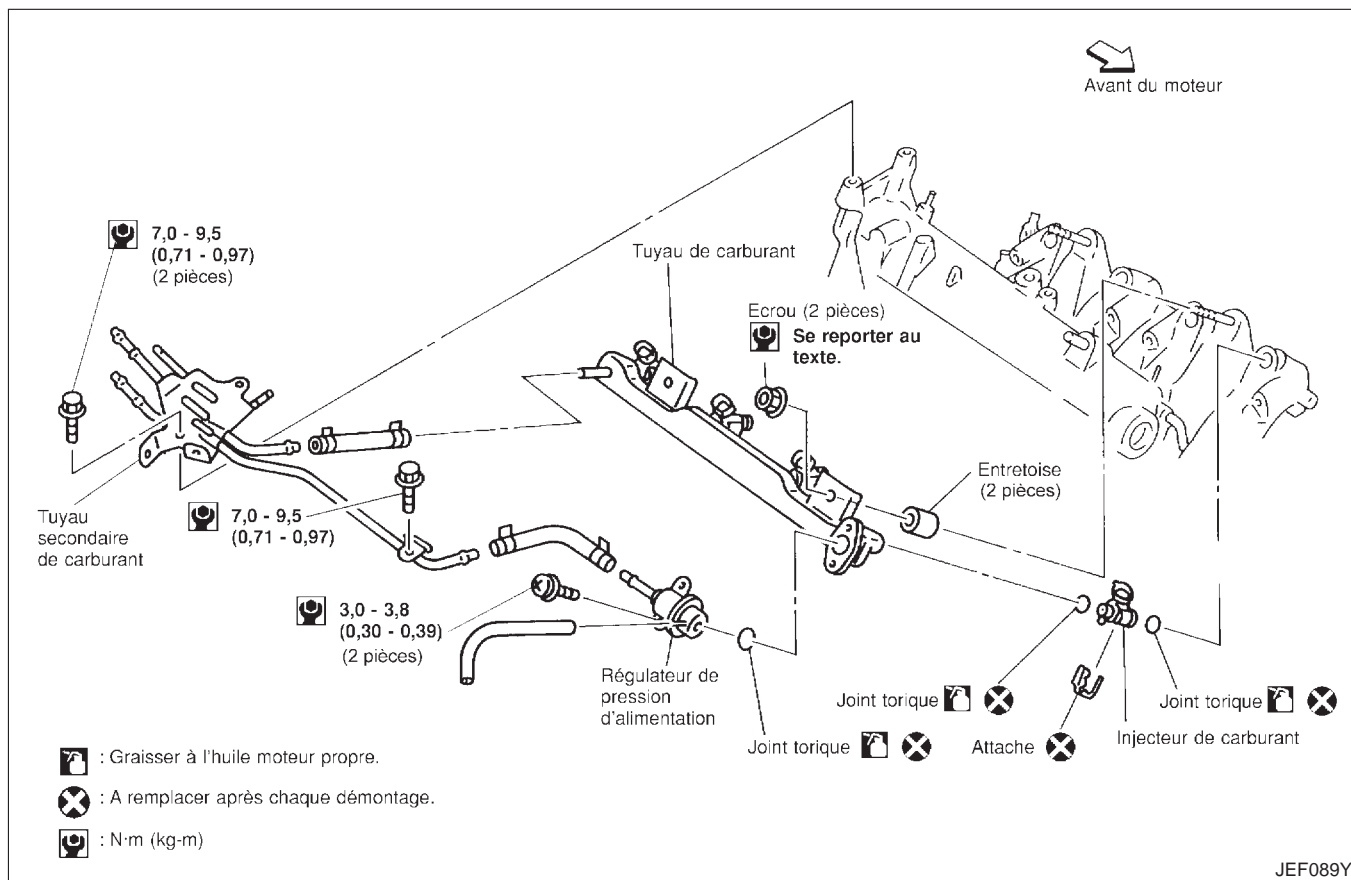 Avant du moteur
7,0 - 9,5
(0,71 - 0,97)
(2 pièces)
Tuyau de carburant
Ecrou (2 pièces)
Se reporter au
texte.
Entretoise
(2 pièces)
Tuyau
secondaire
de carburant
7,0 - 9,5
(0,71 - 0,97)
3,0 - 3,8
(0,30 - 0,39)
(2 pièces)
Régulateur de
pression
d'alimentation
Joint torique
Joint torique
Joint torique
Attache
Injecteur de carburant
: Graisser à l'huile moteur propre.
: A remplacer après chaque démontage.
: N·m (kg-m)
JEF089Y